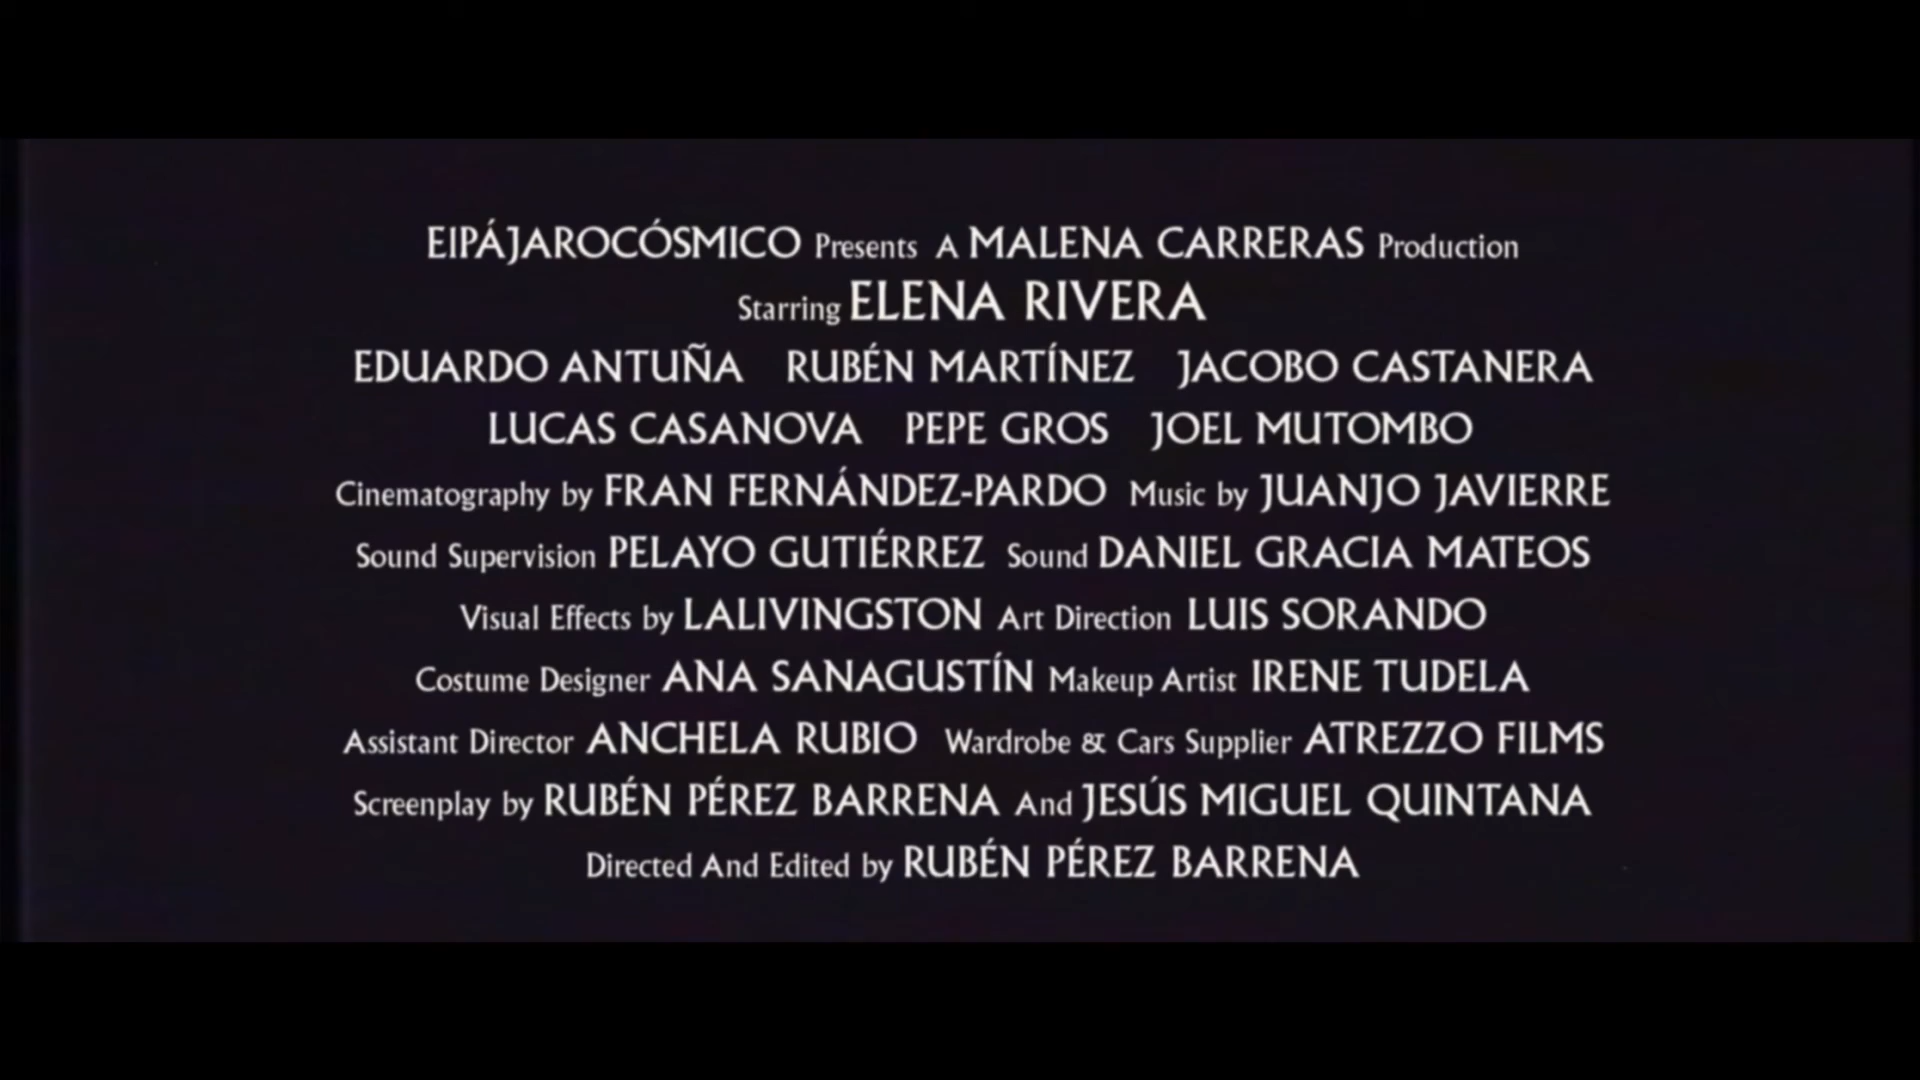 ElPÁJAROCÓSMICO Presents A MALENA CARRERAS Production
Starring ELENA RIVERA
EDUARDO ANTUÑA RUBÉN MARTÍNEZ JACOBO CASTANERA
LUCAS CASANOVA PEPE GROS JOEL MUTOMBO
Cinematography by FRAN FERNÁNDEZ-PARDO Music by JUANJO JAVIERRE
Sound Supervision PELAYO GUTIÉRREZ Sound DANIEL GRACIA MATEOS
Visual Effects by LALIVINGSTON Art Direction LUIS SORANDO
Costume Designer ANA SANAGUSTÍN Makeup Artist IRENE TUDELA
Assistant Director ANCHELA RUBIO Wardrobe & Cars Supplier ATREZZO FILMS
Screenplay by RUBÉN PÉREZ BARRENA And JESÚS MIGUEL QUINTANA
Directed And Edited by RUBÉN PÉREZ BARRENA